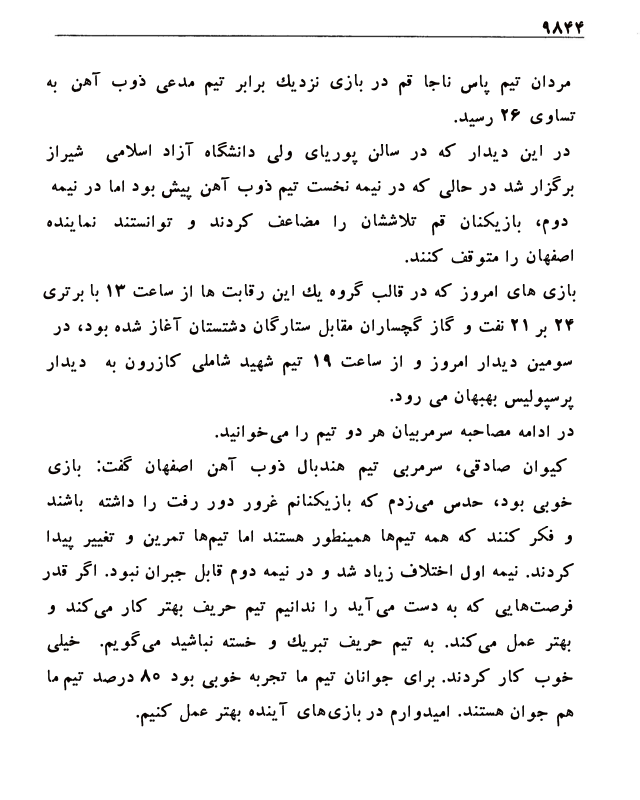 ۹۸۴۴
مردان تیم پاس ناجا قم در بازی نزدیك برابر تیم مدعی ذوب آهن به
تساوی ۲۶ رسید.
در این دیدار که در سالن پوریای ولی دانشگاه آزاد اسلامی شیراز
برگزار شد در حالی که در نیمه نخست تیم ذوب آهن پیش بود اما در نیمه
دوم، بازیکنان قم تلاششان را مضاعف کردند و توانستند نماینده
اصفهان را متوقف کنند.
بازی های امروز که در قالب گروه یك این رقابت ها از ساعت ۱۳ با برتری
۲۴ بر ۲۱ نفت و گاز گچساران مقابل ستارگان دشتستان آغاز شده بود، در
سومین دیدار امروز و از ساعت ۱۹ تیم شهید شاملی کازرون به دیدار
پرسپولیس بهبهان می رود.
در ادامه مصاحبه سرمربیان هر دو تیم را می‌خوانید.
کیوان صادقی، سرمربی تیم هندبال ذوب آهن اصفهان گفت: بازی
خوبی بود، حدس می‌زدم که بازیکنانم غرور دور رفت را داشته باشند
و فکر کنند که همه تیم‌ها همینطور هستند اما تیم‌ها تمرین و تغییر پیدا
کردند. نیمه اول اختلاف زیاد شد و در نیمه دوم قابل جبران نبود. اگر قدر
فرصت‌هایی که به دست می‌آید را ندانیم تیم حریف بهتر کار می‌کند و
بهتر عمل می‌کند. به تیم حریف تبریك و خسته نباشید می‌گویم. خیلی
خوب کار کردند. برای جوانان تیم ما تجربه خوبی بود ۸۰ درصد تیم ما
هم جوان هستند. امیدوارم در بازی‌های آینده بهتر عمل کنیم.